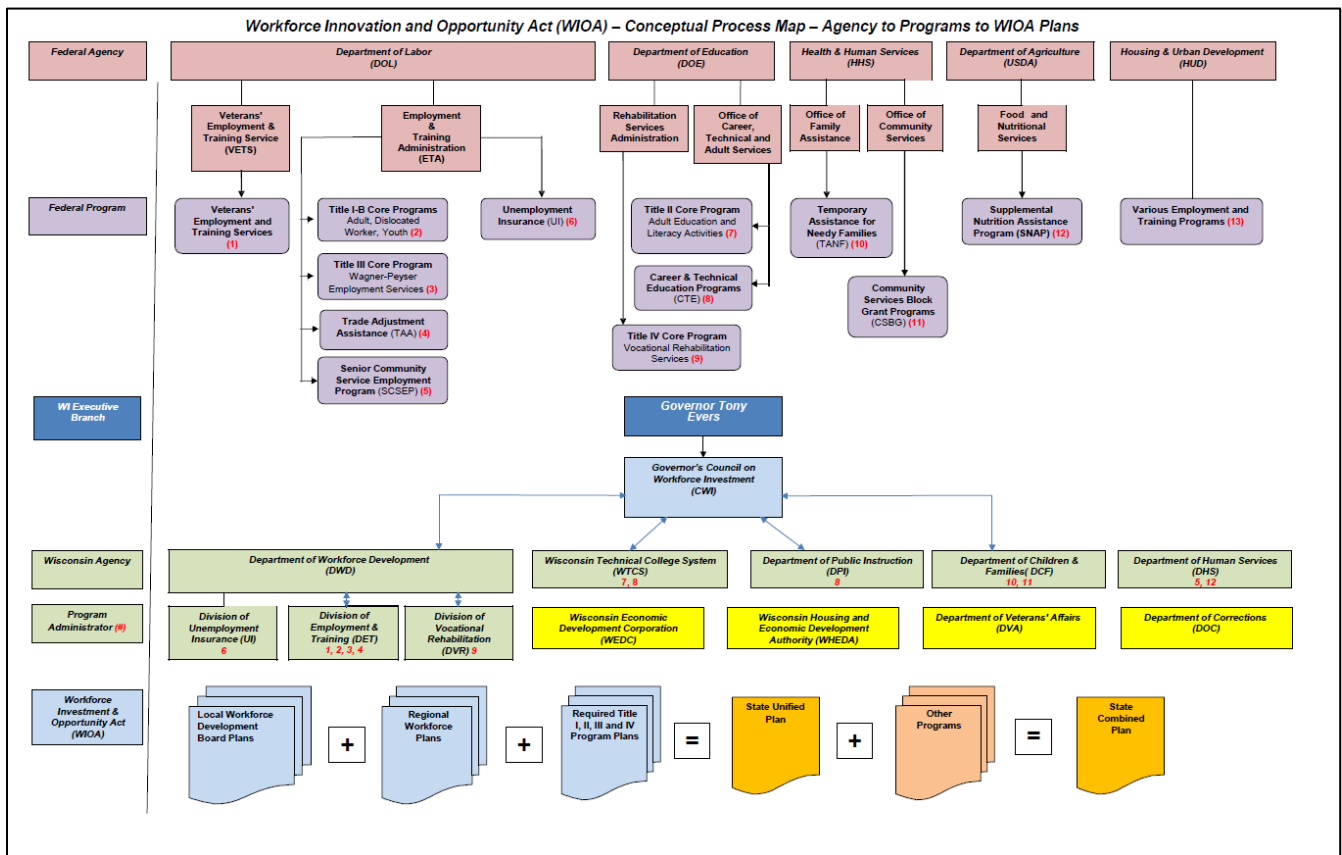 Workforce Innovation and Opportunity Act (WIOA) – Conceptual Process Map – Agency to Programs to WIOA Plans
Federal Agency
Department of Labor
(DOL)
Department of Education
(DOE)
Health & Human Services
(HHS)
Department of Agriculture
(USDA)
Housing & Urban Development
(HUD)
Veterans'
Employment &
Training Service
(VETS)
Employment
&
Training
Administration
(ETA)
Rehabilitation
Services
Administration
Office of
Career,
Technical and
Adult Services
Office of
Family
Assistance
Office of
Community
Services
Food and
Nutritional
Services
Federal Program
Veterans'
Employment and
Training Services
(1)
Title I-B Core Programs
Adult, Dislocated
Worker, Youth (2)
Unemployment
Insurance (UI) (6)
Title II Core Program
Adult Education and
Literacy Activities
(7)
Temporary
Assistance for
Needy Families
(TANF) (10)
Supplemental
Nutrition Assistance
Program (SNAP) (12)
Various Employment and
Training Programs (13)
Title III Core Program
Wagner-Peyser
Employment Services (3)
Career & Technical
Education Programs
(CTE) (8)
Community
Services Block
Grant Programs
(CSBG) (11)
Trade Adjustment
Assistance (TAA) (4)
Title IV Core Program
Vocational Rehabilitation
Services (9)
Senior Community
Service Employment
Program (SCSEP) (5)
WI Executive
Branch
Governor Tony
Evers
Governor's Council on
Workforce Investment
(CWI)
Wisconsin Agency
Department of Workforce Development
(DWD)
Wisconsin Technical College System
(WTCS)
7, 8
Department of Public Instruction
(DPI)
8
Department of Children &
Families( DCF)
10, 11
Department of Human Services
(DHS)
5, 12
Program
Administrator (#)
Division of
Unemployment
Insurance (UI)
6
Division of
Employment &
Training (DET)
1, 2, 3, 4
Division of
Vocational
Rehabilitation
(DVR) 9
Wisconsin Economic
Development Corporation
(WEDC)
Wisconsin Housing and
Economic Development
Authority (WHEDA)
Department of Veterans' Affairs
(DVA)
Department of Corrections
(DOC)
Workforce
Investment &
Opportunity Act
(WIOA)
Local Workforce
Development
Board Plans
+
Regional
Workforce
Plans
+
Required Title
I, II, III and IV
Program Plans
=
State Unified
Plan
+
Other
Programs
=
State
Combined
Plan